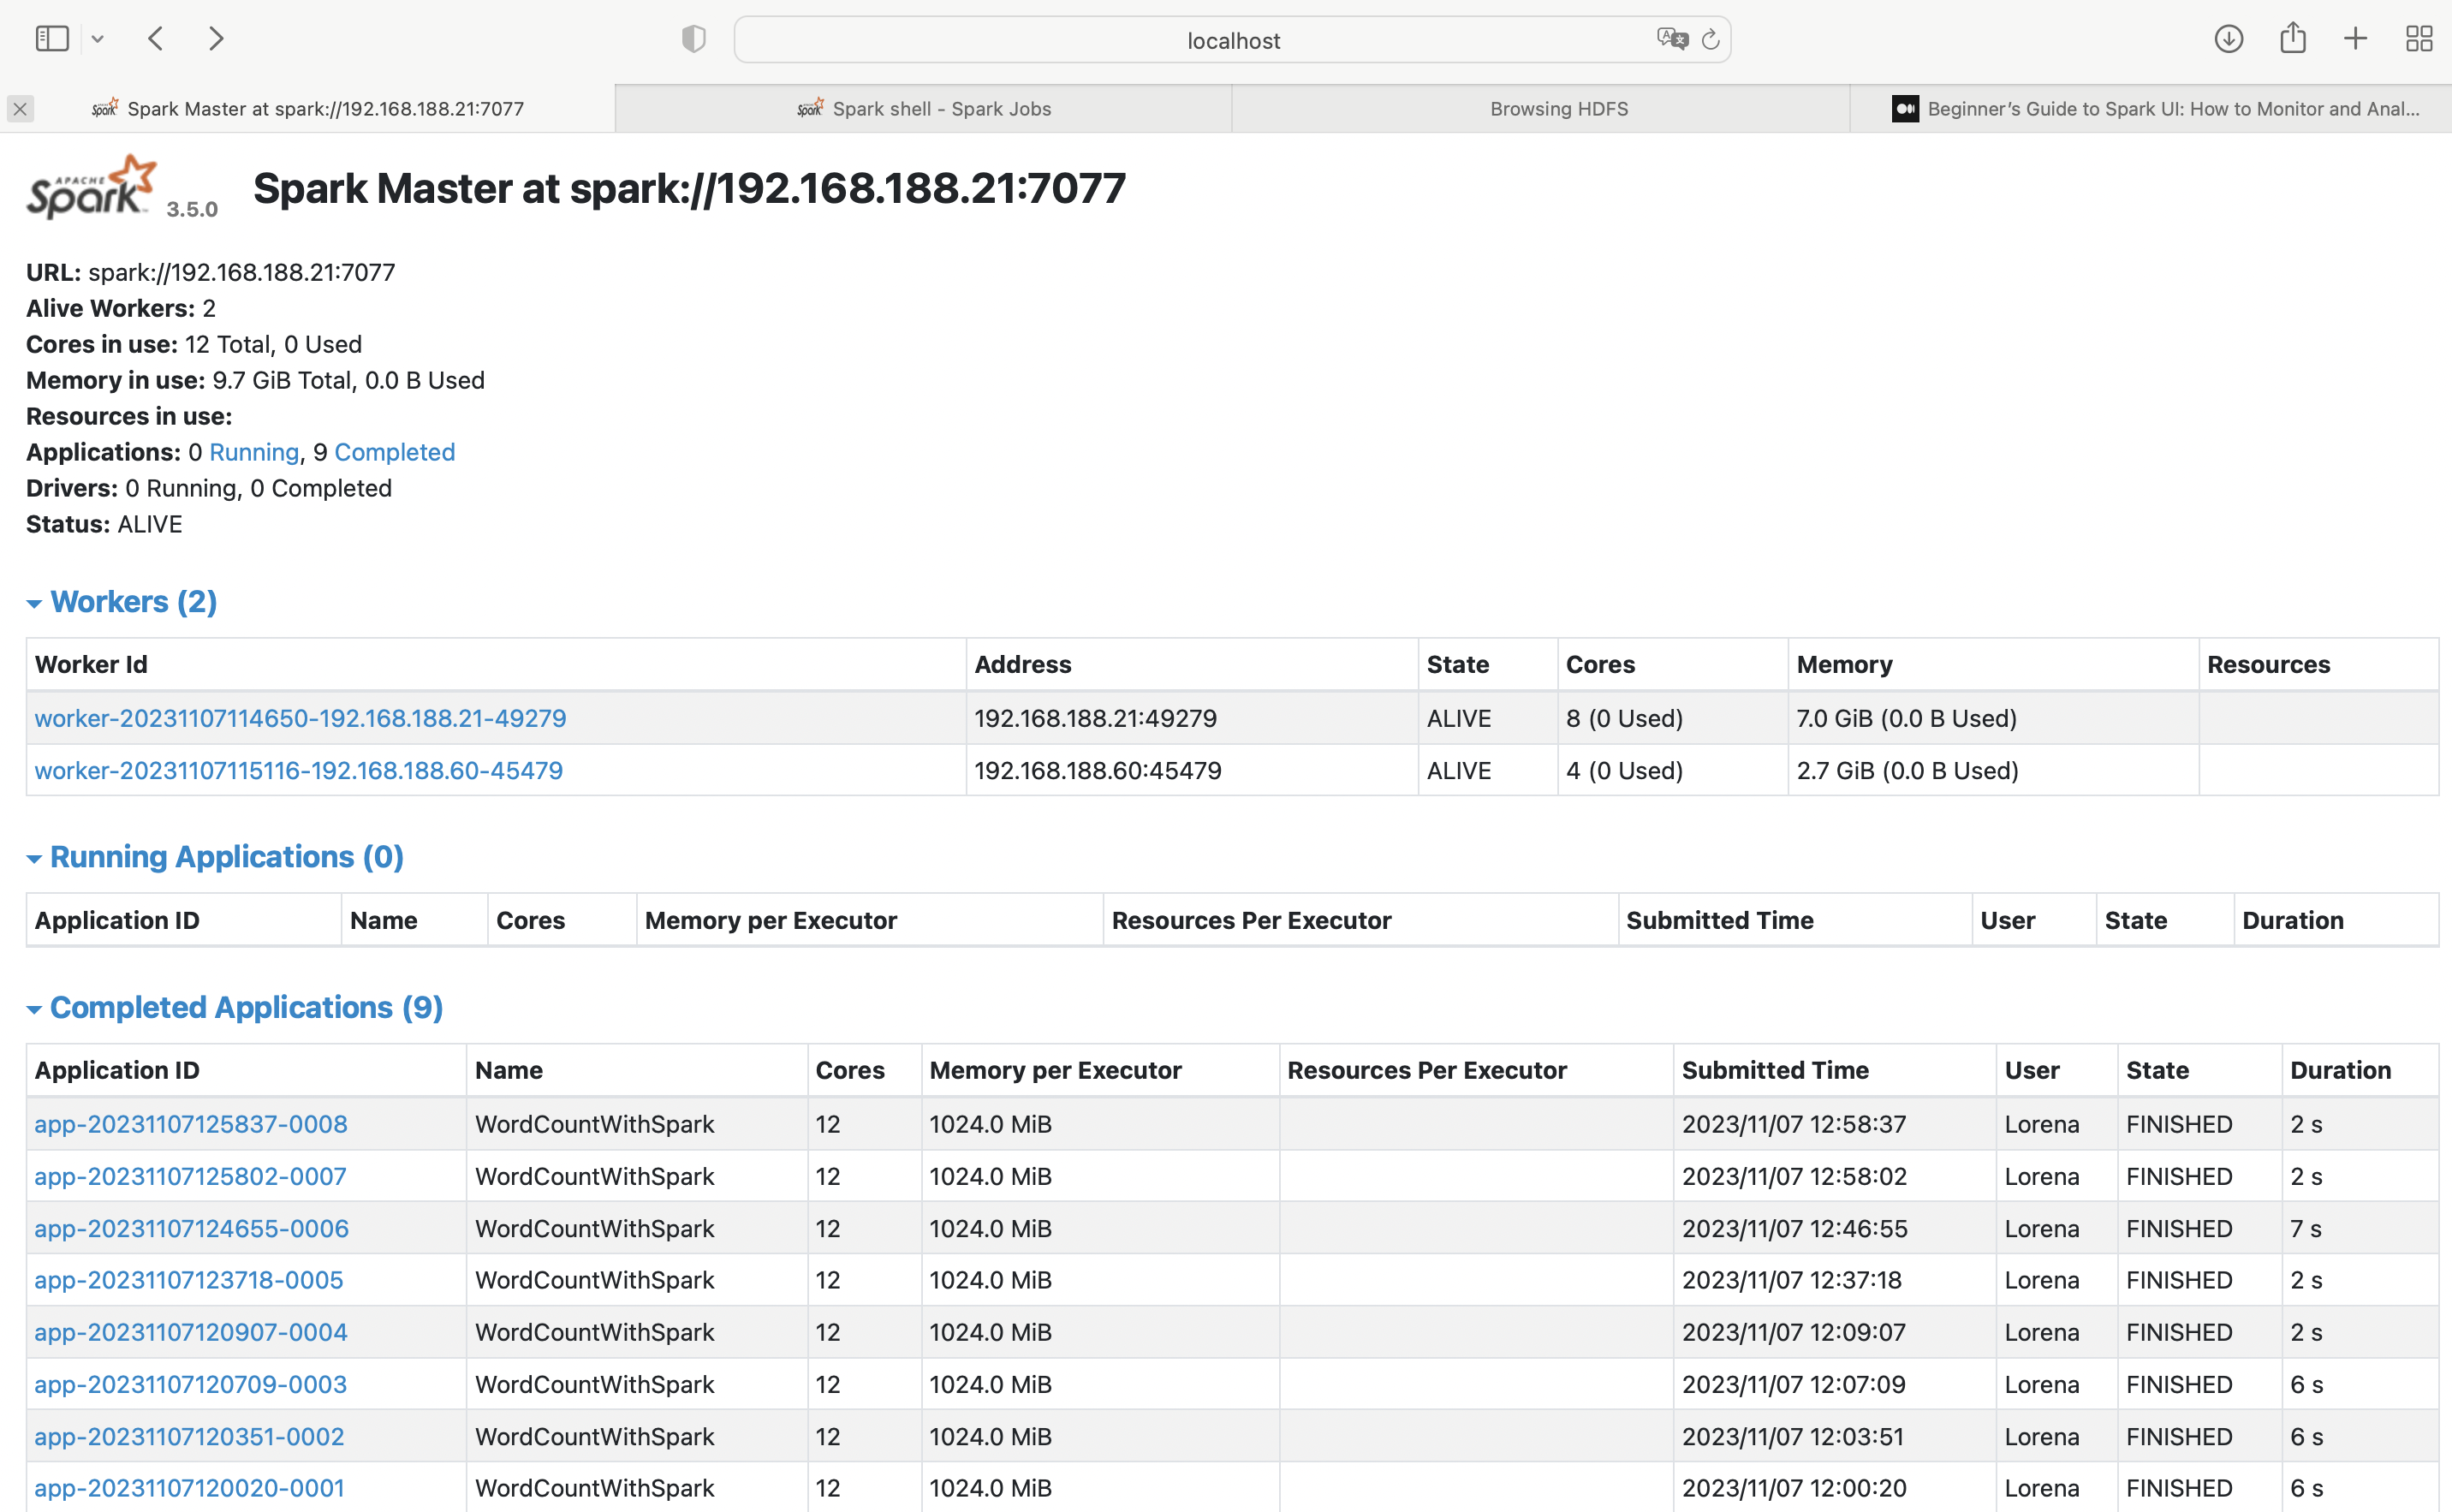 localhost
Spark Master at spark://192.168.188.21:7077
Spark shell - Spark Jobs
Browsing HDFS
Beginner’s Guide to Spark UI: How to Monitor and Anal...
APACHE Spark 3.5.0
Spark Master at spark://192.168.188.21:7077
URL: spark://192.168.188.21:7077
Alive Workers: 2
Cores in use: 12 Total, 0 Used
Memory in use: 9.7 GiB Total, 0.0 B Used
Resources in use:
Applications: 0 Running, 9 Completed
Drivers: 0 Running, 0 Completed
Status: ALIVE
Workers (2)
Worker Id Address State Cores Memory Resources
worker-20231107114650-192.168.188.21-49279 192.168.188.21:49279 ALIVE 8 (0 Used) 7.0 GiB (0.0 B Used)
worker-20231107115116-192.168.188.60-45479 192.168.188.60:45479 ALIVE 4 (0 Used) 2.7 GiB (0.0 B Used)
Running Applications (0)
Application ID Name Cores Memory per Executor Resources Per Executor Submitted Time User State Duration
Completed Applications (9)
Application ID Name Cores Memory per Executor Resources Per Executor Submitted Time User State Duration
app-20231107125837-0008 WordCountWithSpark 12 1024.0 MiB 2023/11/07 12:58:37 Lorena FINISHED 2 s
app-20231107125802-0007 WordCountWithSpark 12 1024.0 MiB 2023/11/07 12:58:02 Lorena FINISHED 2 s
app-20231107124655-0006 WordCountWithSpark 12 1024.0 MiB 2023/11/07 12:46:55 Lorena FINISHED 7 s
app-20231107123718-0005 WordCountWithSpark 12 1024.0 MiB 2023/11/07 12:37:18 Lorena FINISHED 2 s
app-20231107120907-0004 WordCountWithSpark 12 1024.0 MiB 2023/11/07 12:09:07 Lorena FINISHED 2 s
app-20231107120709-0003 WordCountWithSpark 12 1024.0 MiB 2023/11/07 12:07:09 Lorena FINISHED 6 s
app-20231107120351-0002 WordCountWithSpark 12 1024.0 MiB 2023/11/07 12:03:51 Lorena FINISHED 6 s
app-20231107120020-0001 WordCountWithSpark 12 1024.0 MiB 2023/11/07 12:00:20 Lorena FINISHED 6 s